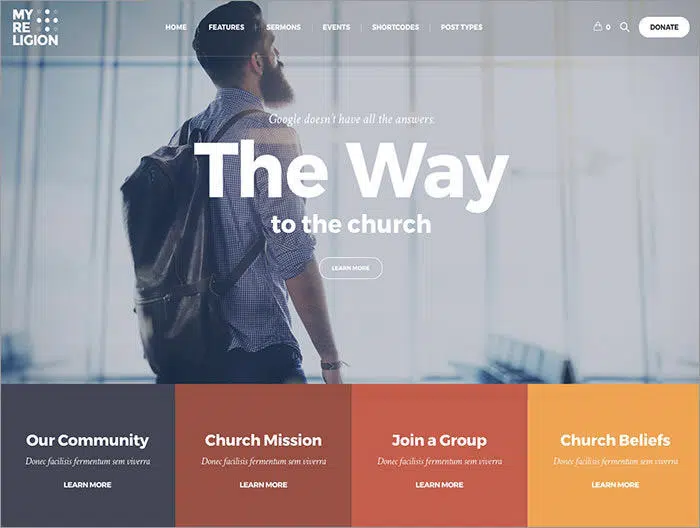 MY
RE
LIGION
HOME
FEATURES
SERMONS
EVENTS
SHORTCODES
POST TYPES
0
DONATE
Google doesn't have all the answers.
The Way
to the church
LEARN MORE
Our Community
Donec facilisis fermentum sem viverra
LEARN MORE
Church Mission
Donec facilisis fermentum sem viverra
LEARN MORE
Join a Group
Donec facilisis fermentum sem viverra
LEARN MORE
Church Beliefs
Donec facilisis fermentum sem viverra
LEARN MORE